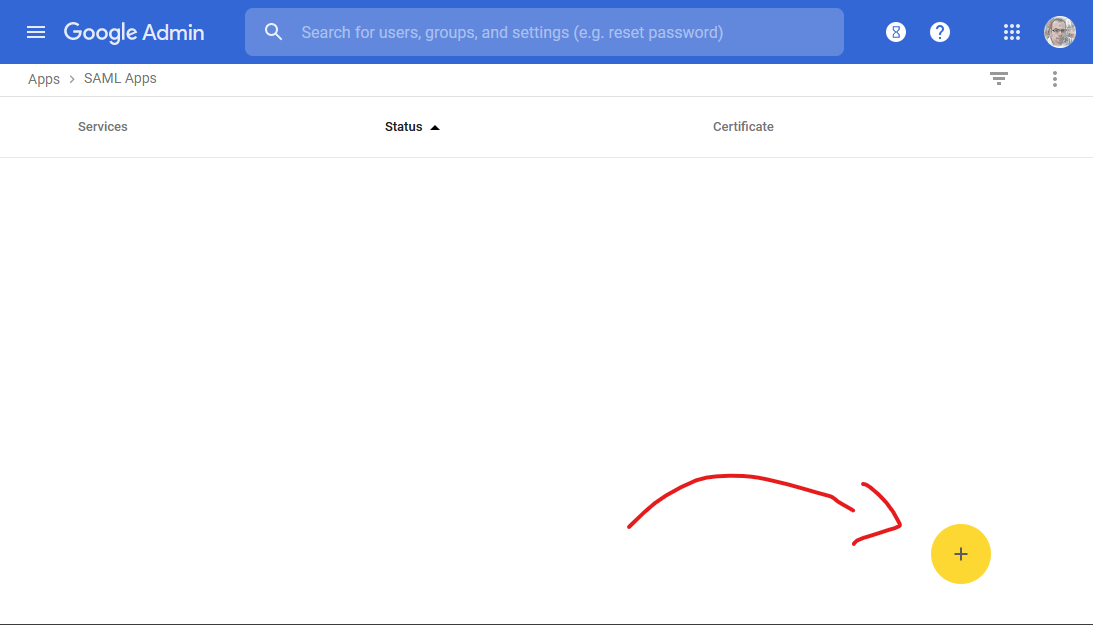 Google Admin
Search for users, groups, and settings (e.g. reset password)
Apps > SAML Apps
Services
Status
Certificate